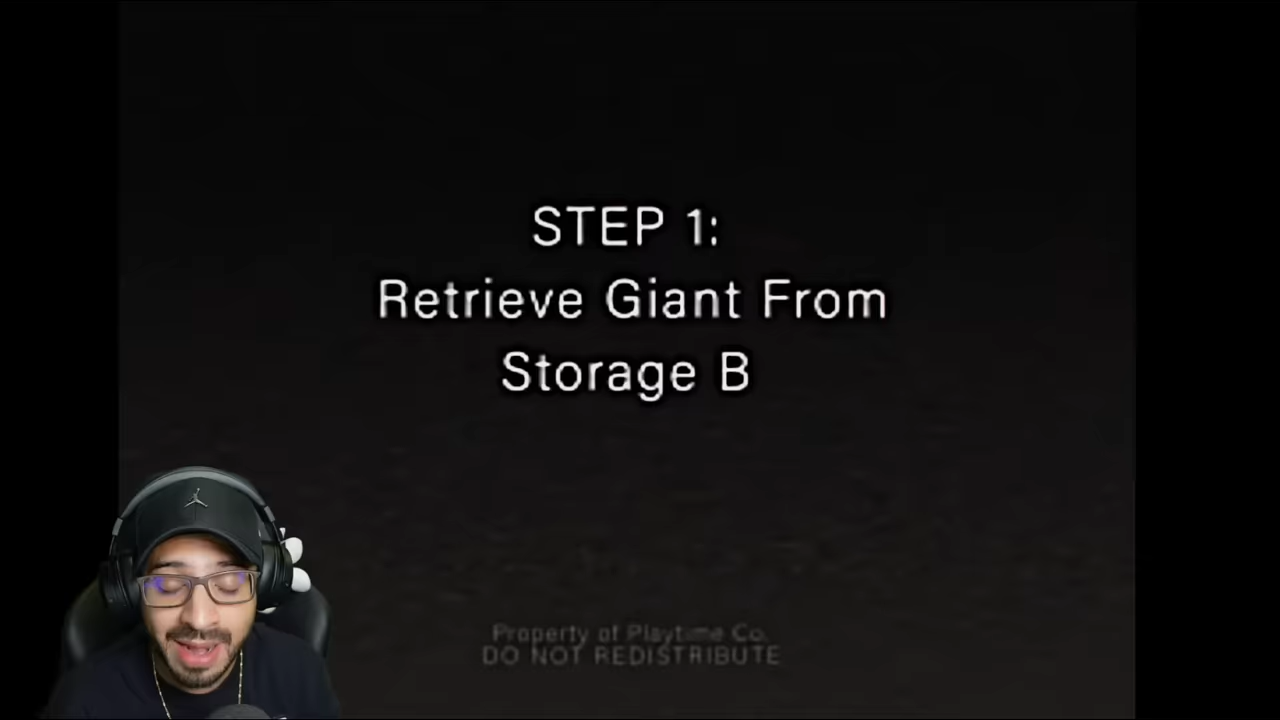 STEP 1:
Retrieve Giant From
Storage B
Property of Playtime Co.
DO NOT REDISTRIBUTE